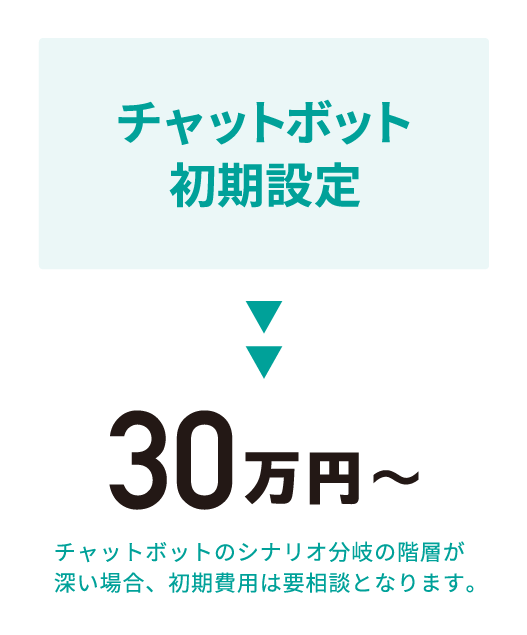 チャットボット
初期設定
30万円～
チャットボットのシナリオ分岐の階層が
深い場合、初期費用は要相談となります。